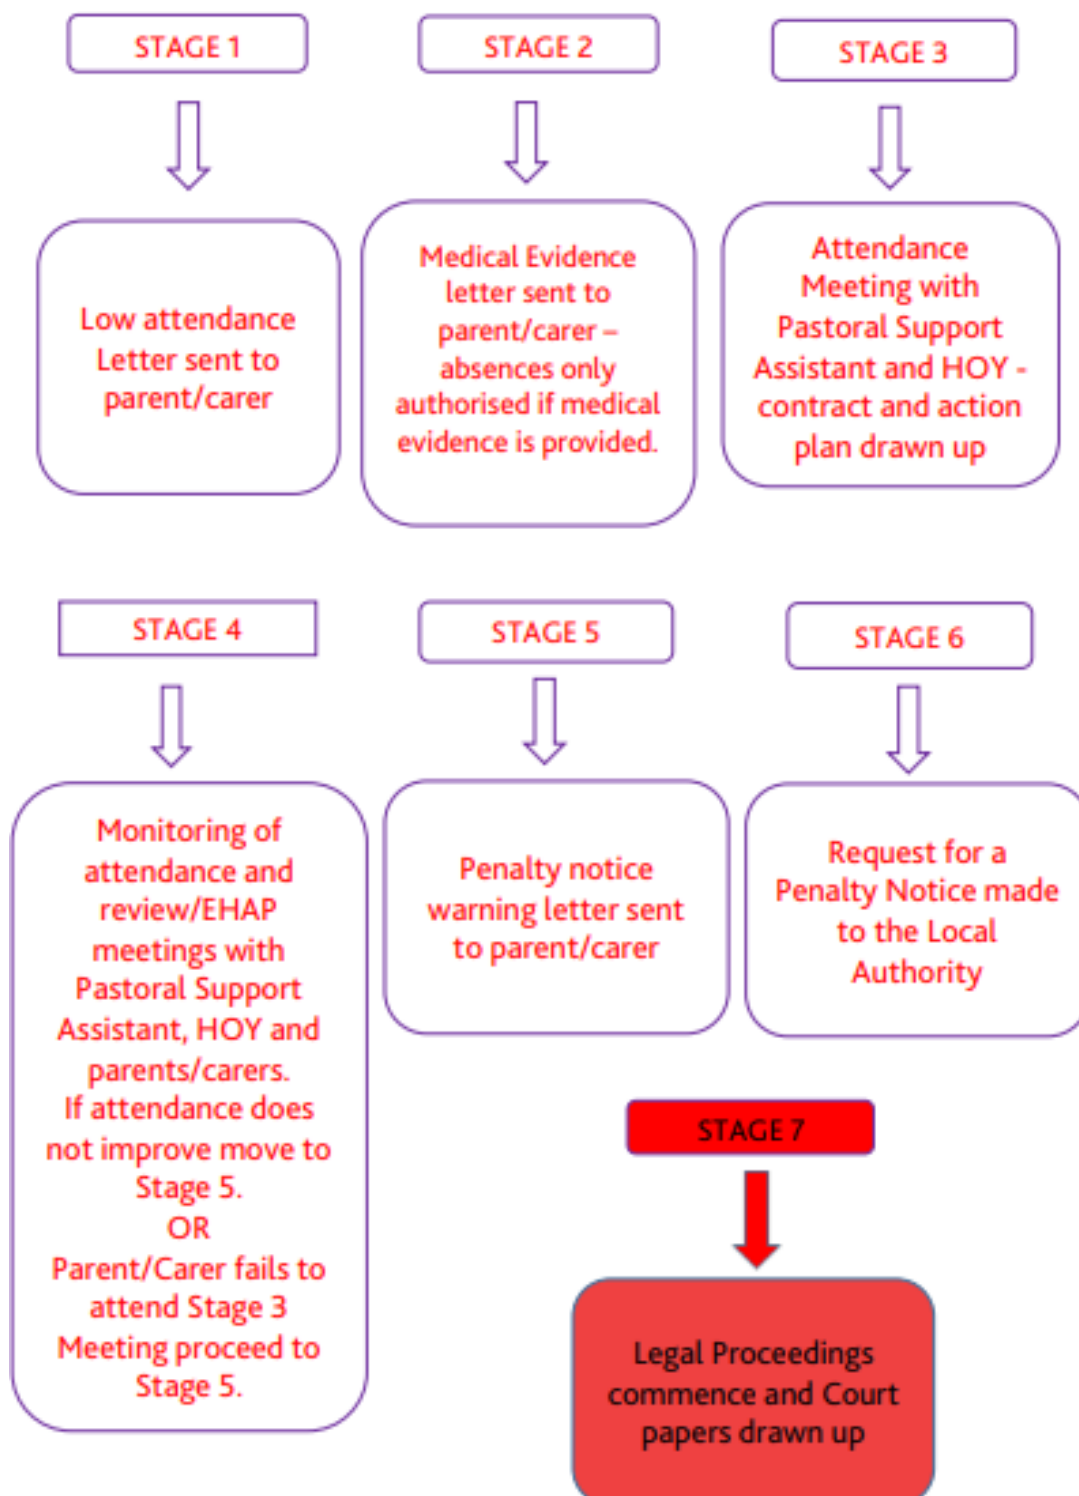 STAGE 1
Low attendance
Letter sent to
parent/carer
STAGE 2
Medical Evidence
letter sent to
parent/carer –
absences only
authorised if medical
evidence is provided.
STAGE 3
Attendance
Meeting with
Pastoral Support
Assistant and HOY -
contract and action
plan drawn up
STAGE 4
Monitoring of
attendance and
review/EHAP
meetings with
Pastoral Support
Assistant, HOY and
parents/carers.
If attendance does
not improve move to
Stage 5.
OR
Parent/Carer fails to
attend Stage 3
Meeting proceed to
Stage 5.
STAGE 5
Penalty notice
warning letter sent
to parent/carer
STAGE 6
Request for a
Penalty Notice made
to the Local
Authority
STAGE 7
Legal Proceedings
commence and Court
papers drawn up